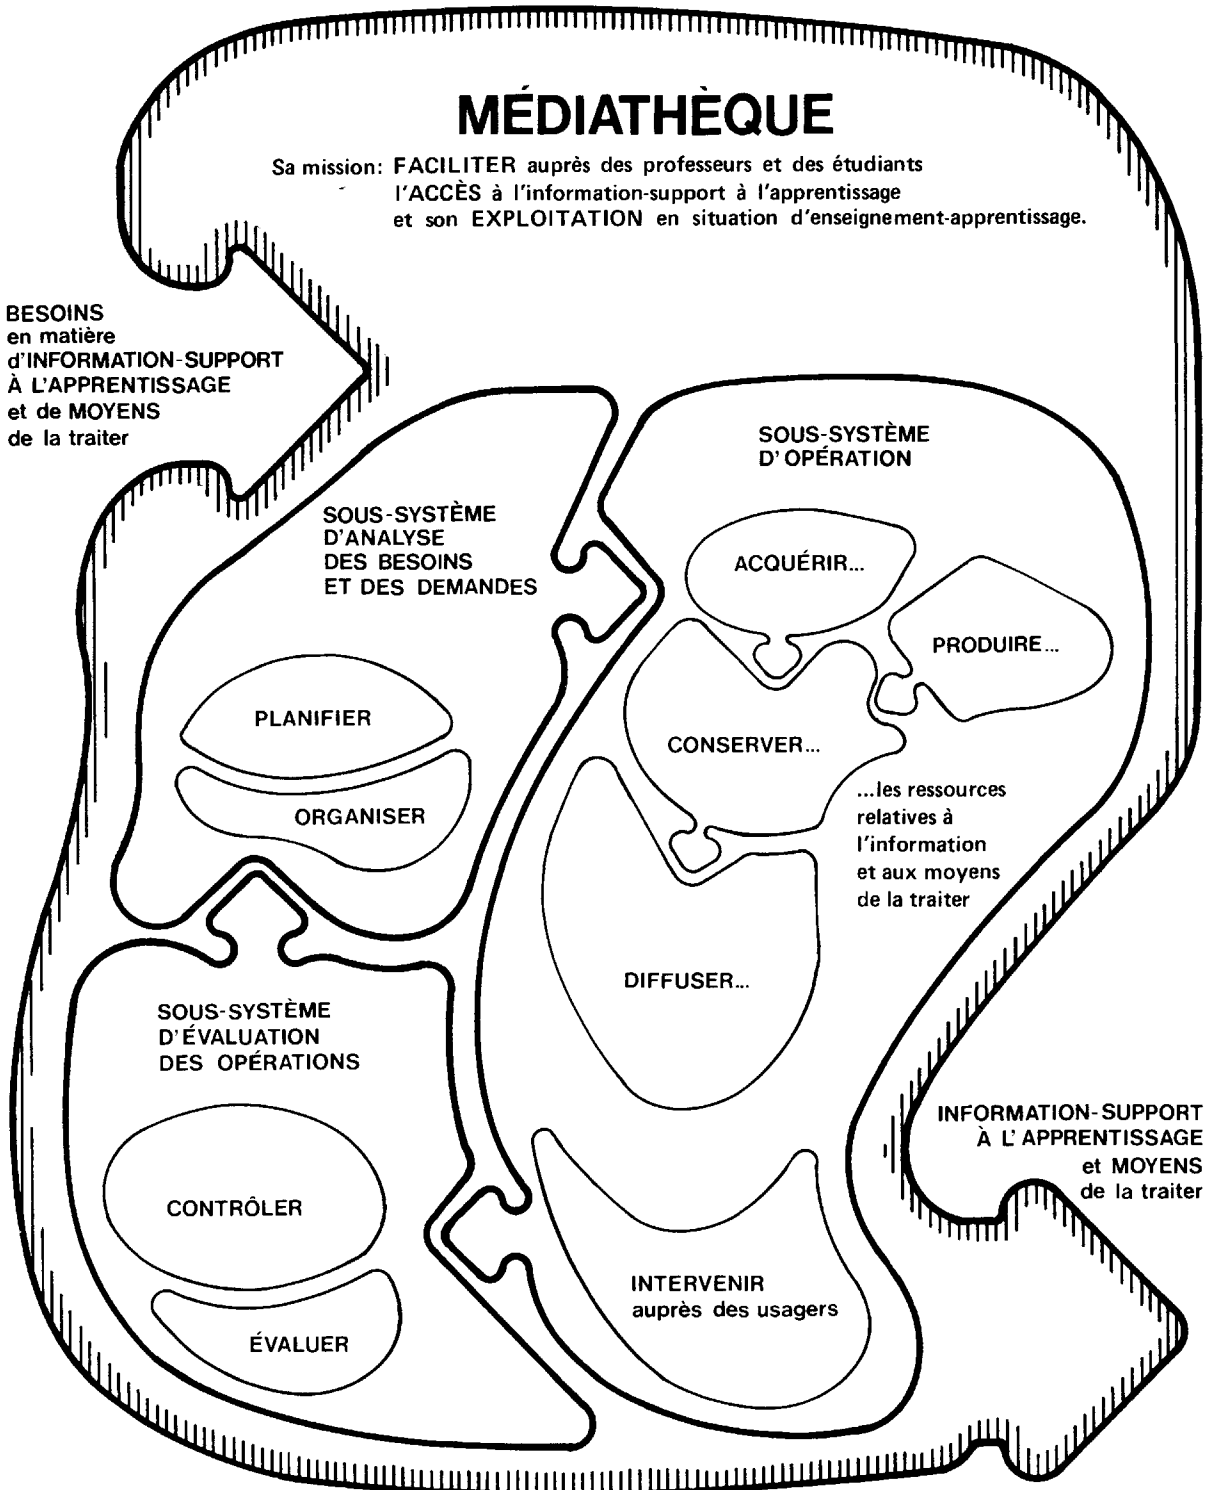 MÉDIATHÈQUE
Sa mission: FACILITER auprès des professeurs et des étudiants
l'ACCÈS à l'information-support à l'apprentissage
et son EXPLOITATION en situation d'enseignement-apprentissage.
BESOINS
en matière
d'INFORMATION-SUPPORT
À L'APPRENTISSAGE
et de MOYENS
de la traiter
SOUS-SYSTÈME
D'OPÉRATION
SOUS-SYSTÈME
D'ANALYSE
DES BESOINS
ET DES DEMANDES
ACQUÉRIR...
PRODUIRE...
PLANIFIER
CONSERVER...
ORGANISER
...les ressources
relatives à
l'information
et aux moyens
de la traiter
DIFFUSER...
SOUS-SYSTÈME
D'ÉVALUATION
DES OPÉRATIONS
INFORMATION-SUPPORT
À L'APPRENTISSAGE
et MOYENS
de la traiter
CONTRÔLER
INTERVENIR
auprès des usagers
ÉVALUER